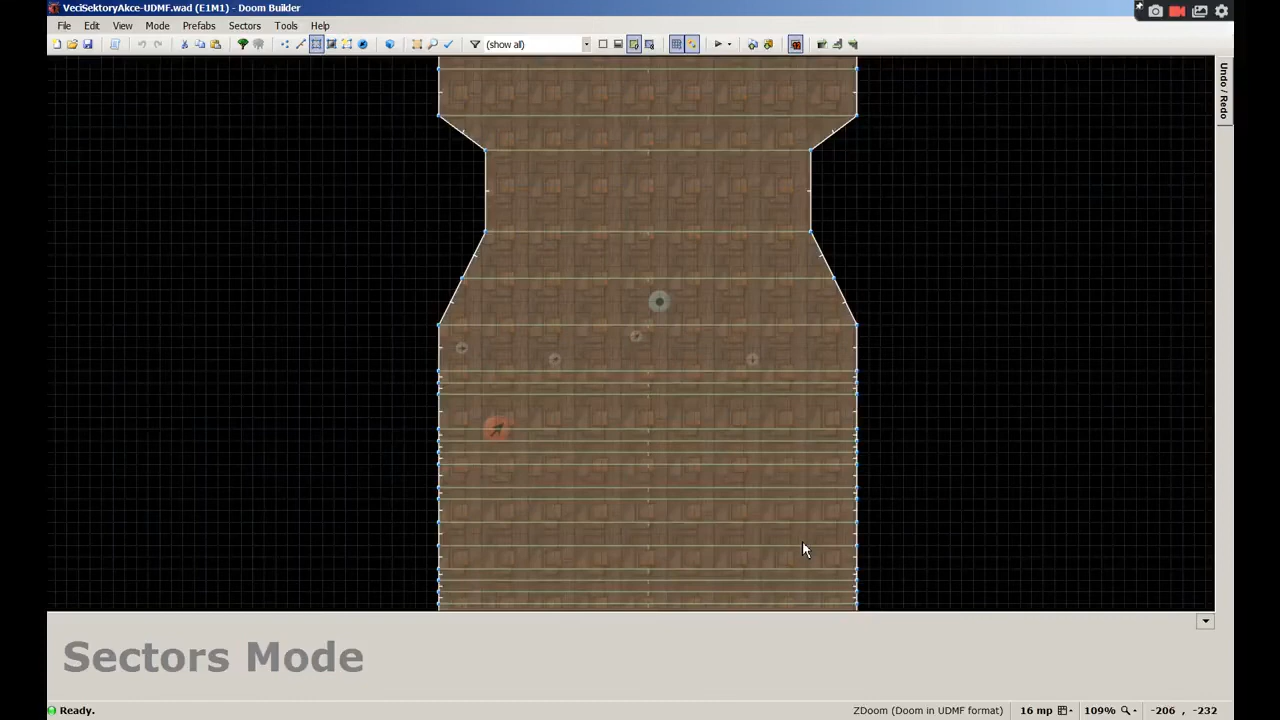 VeciSektoryAkce-UDMF.wad (E1M1) - Doom Builder
File Edit View Mode Prefabs Sectors Tools Help
(show all)
Undo / Redo
Sectors Mode
Ready.
ZDoom (Doom in UDMF format) 16 mp 109% -206 , -232